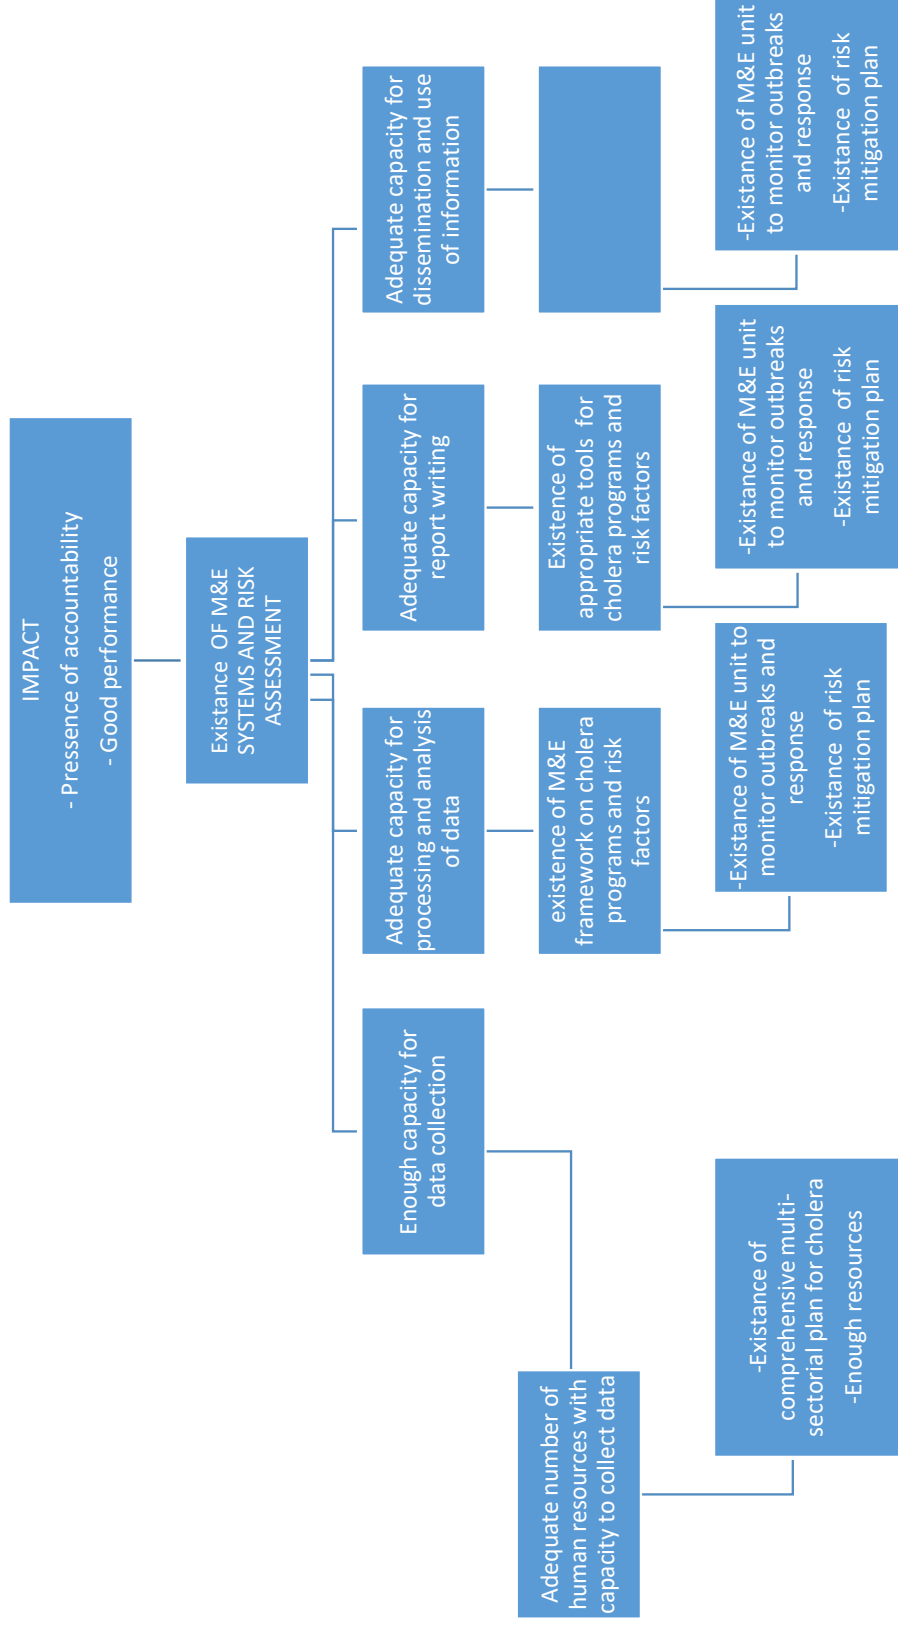 IMPACT
- Pressence of accountability
- Good performance
Existance OF M&E
SYSTEMS AND RISK
ASSESSMENT
Enough capacity for
data collection
Adequate capacity for
processing and analysis
of data
Adequate capacity for
report writing
Adequate capacity for
dissemination and use
of information
Adequate number of
human resources with
capacity to collect data
existence of M&E
framework on cholera
programs and risk
factors
Existence of
appropriate tools for
cholera programs and
risk factors
-Existance of
comprehensive multi-
sectorial plan for cholera
-Enough resources
-Existance of M&E unit to
monitor outbreaks and
response
-Existance of risk
mitigation plan
-Existance of M&E unit
to monitor outbreaks
and response
-Existance of risk
mitigation plan
-Existance of M&E unit
to monitor outbreaks
and response
-Existance of risk
mitigation plan